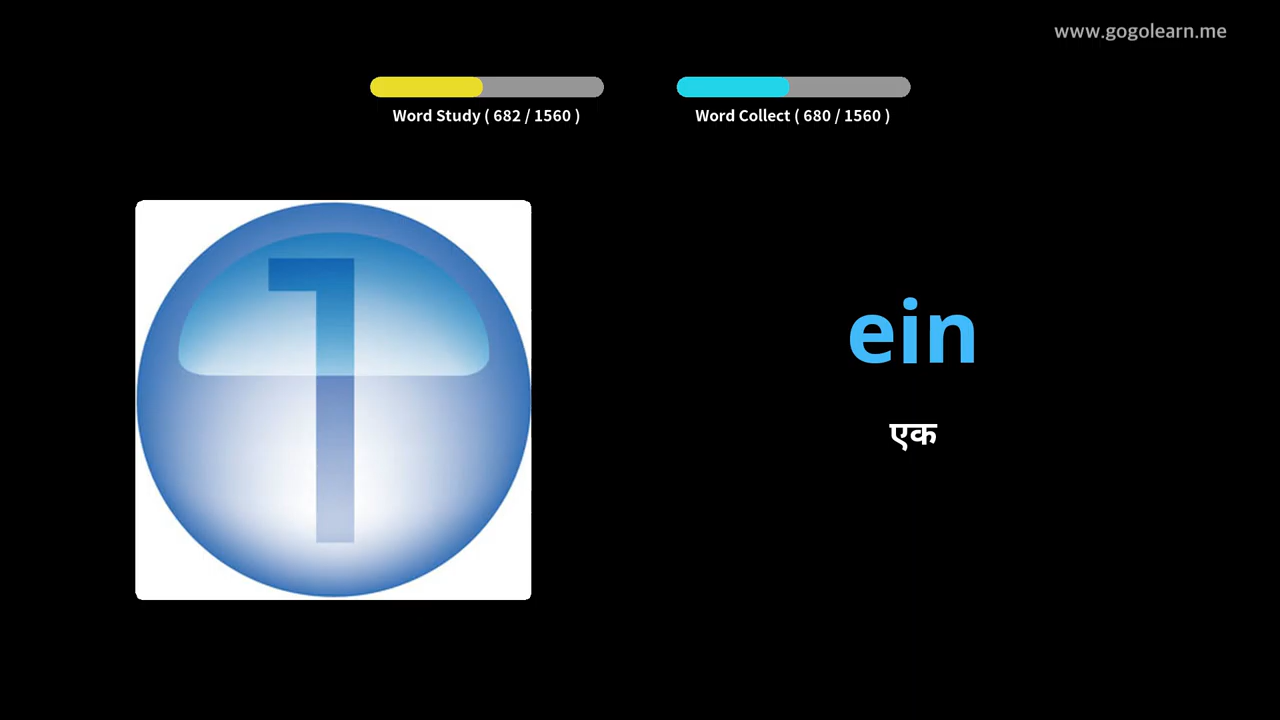 www.gogolearn.me
Word Study ( 682 / 1560 )
Word Collect ( 680 / 1560 )
1
ein
एक